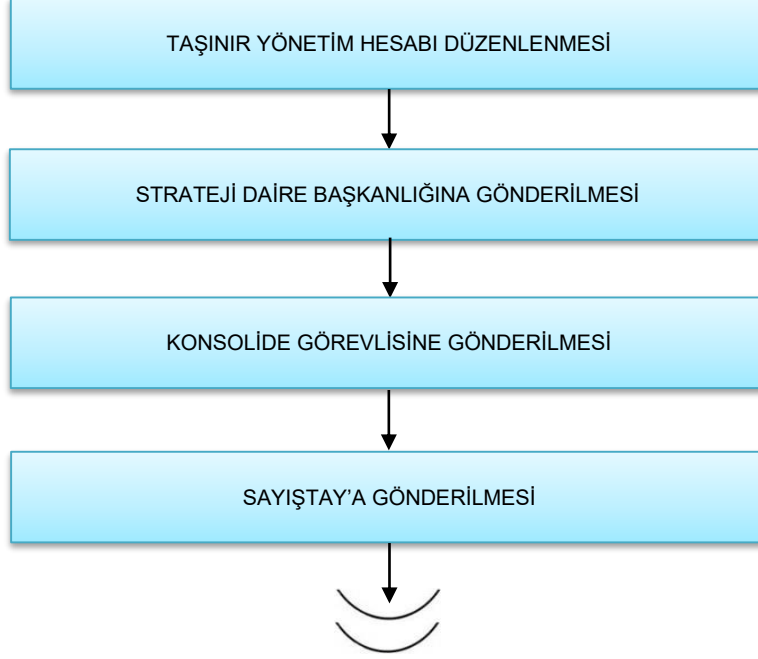 TAŞINIR YÖNETİM HESABI DÜZENLENMESİ
STRATEJİ DAİRE BAŞKANLIĞINA GÖNDERİLMESİ
KONSOLİDE GÖREVLİSİNE GÖNDERİLMESİ
SAYIŞTAY’A GÖNDERİLMESİ